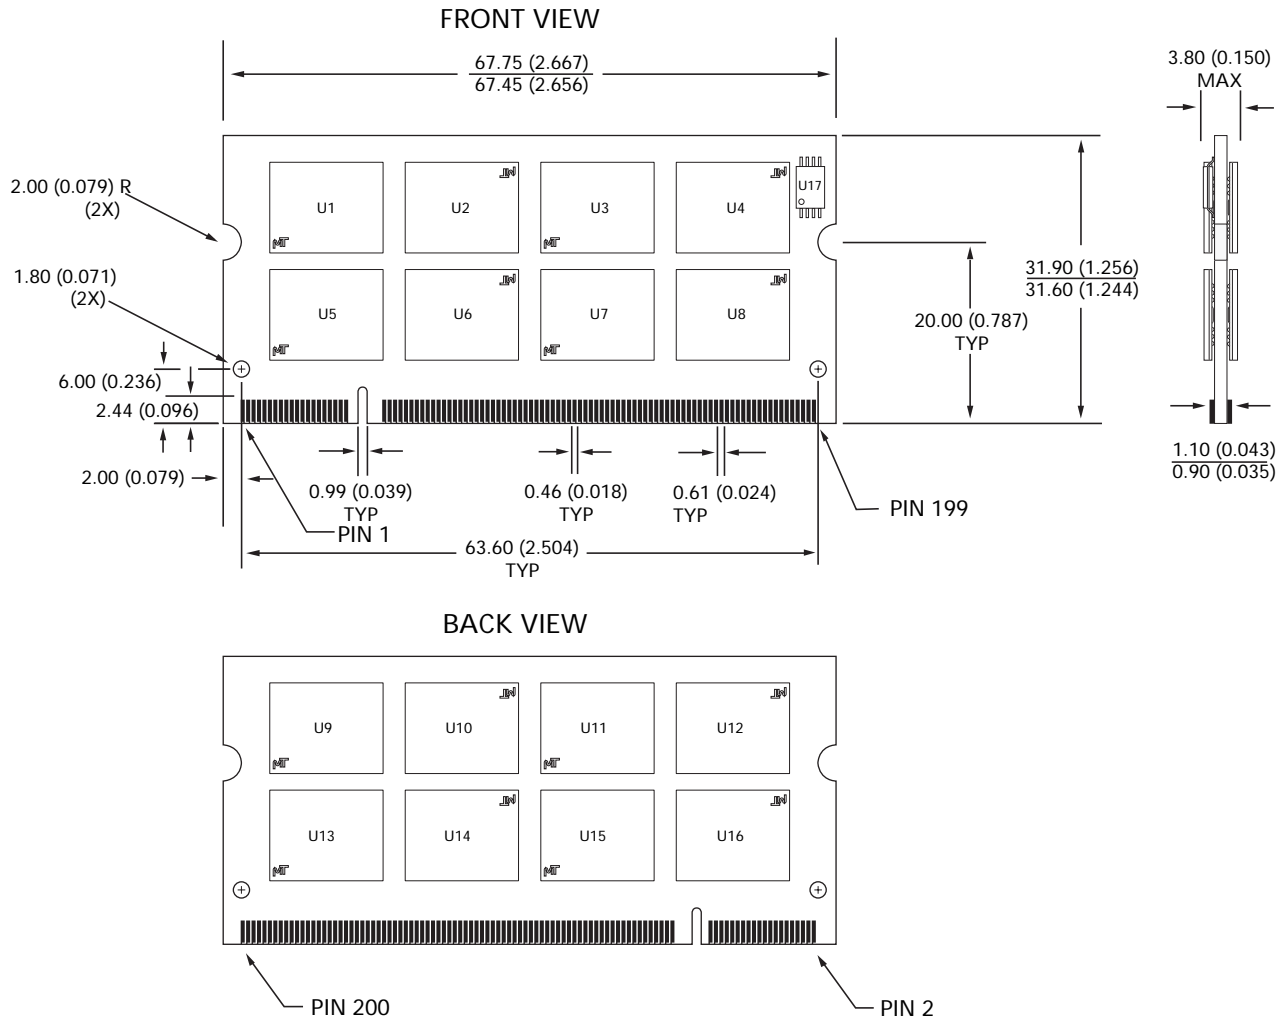 FRONT VIEW
67.75 (2.667)
67.45 (2.656)
3.80 (0.150)
MAX
2.00 (0.079) R
(2X)
U1
U2
U3
U4
U17
1.80 (0.071)
(2X)
U5
U6
U7
U8
31.90 (1.256)
31.60 (1.244)
20.00 (0.787)
TYP
6.00 (0.236)
2.44 (0.096)
2.00 (0.079)
0.99 (0.039)
TYP
0.46 (0.018)
TYP
0.61 (0.024)
TYP
1.10 (0.043)
0.90 (0.035)
PIN 199
PIN 1
63.60 (2.504)
TYP
BACK VIEW
U9
U10
U11
U12
U13
U14
U15
U16
PIN 200
PIN 2